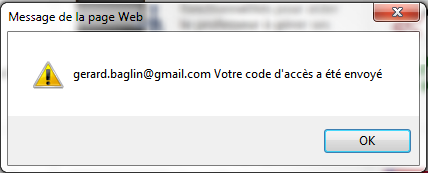 Message de la page Web
gerard.baglin@gmail.com Votre code d'accès a été envoyé
OK